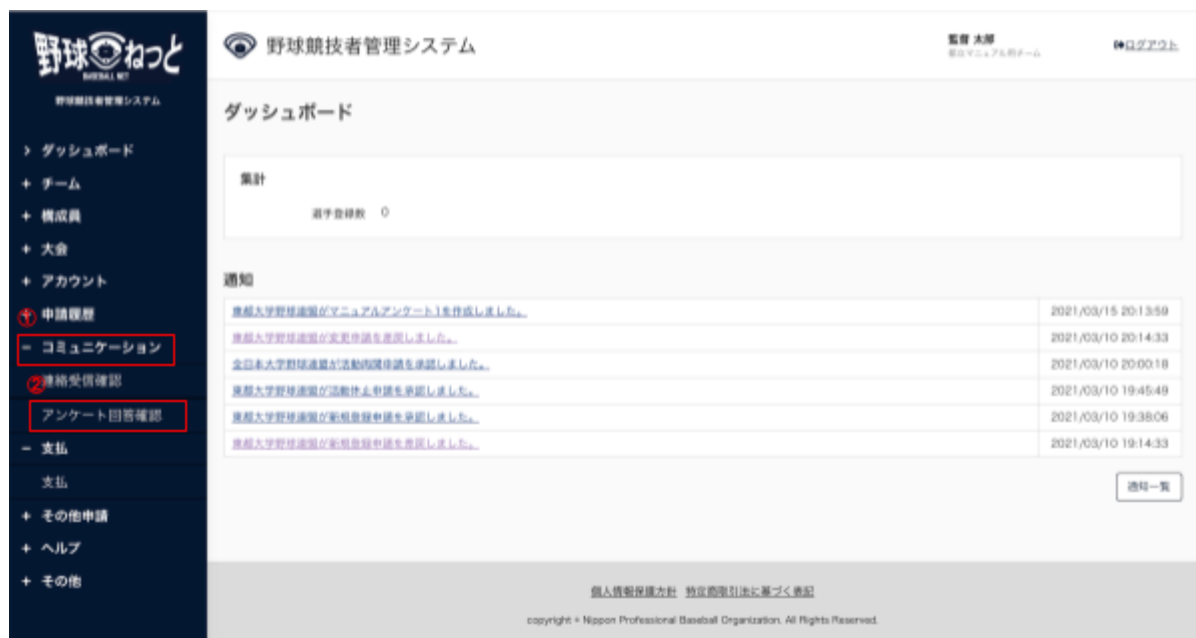 野球ねっと
BASEBALL NET
野球競技者管理システム
> ダッシュボード
+ チーム
+ 構成員
+ 大会
+ アカウント
① 申請履歴
- コミュニケーション
② 連絡受信確認
アンケート回答確認
- 支払
支払
+ その他申請
+ ヘルプ
+ その他
野球競技者管理システム
監督 太郎
ログアウト
ダッシュボード
集計
選手登録数 0
通知
東都大学野球連盟がマニュアルアンケート1を作成しました。 2021/03/15 20:13:59
東都大学野球連盟が変更申請を差戻しました。 2021/03/10 20:14:33
全日本大学野球連盟が活動再開申請を承認しました。 2021/03/10 20:00:18
東都大学野球連盟が活動休止申請を承認しました。 2021/03/10 19:45:49
東都大学野球連盟が新規登録申請を承認しました。 2021/03/10 19:38:06
東都大学野球連盟が新規登録申請を差戻しました。 2021/03/10 19:14:33
通知一覧
個人情報保護方針 特定商取引法に基づく表記
copyright © Nippon Professional Baseball Organization. All Rights Reserved.